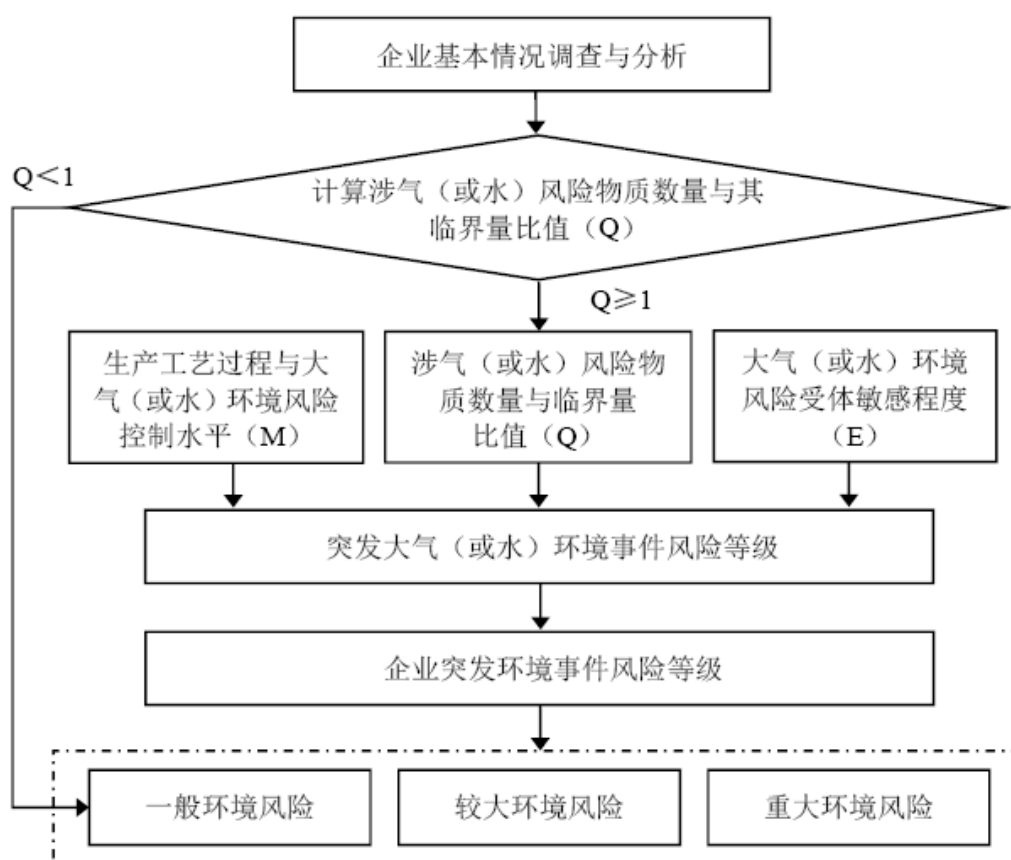 企业基本情况调查与分析
Q＜1
计算涉气（或水）风险物质数量与其
临界量比值（Q）
Q≥1
生产工艺过程与大
气（或水）环境风险
控制水平（M）
涉气（或水）风险物
质数量与临界量
比值（Q）
大气（或水）环境
风险受体敏感程度
（E）
突发大气（或水）环境事件风险等级
企业突发环境事件风险等级
一般环境风险
较大环境风险
重大环境风险